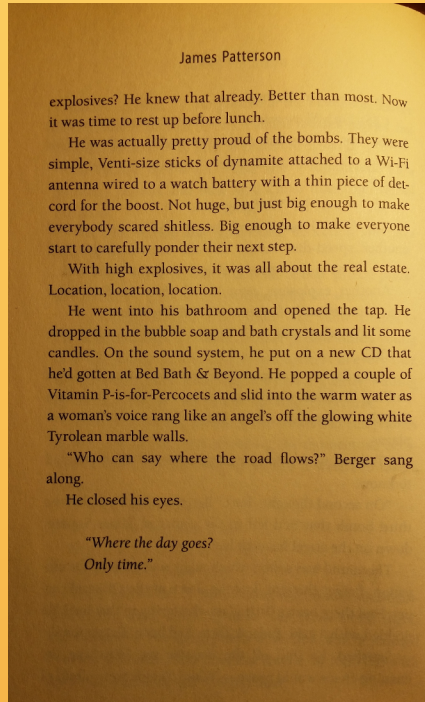 James Patterson
explosives? He knew that already. Better than most. Now
it was time to rest up before lunch.
He was actually pretty proud of the bombs. They were
simple, Venti-size sticks of dynamite attached to a Wi-Fi
antenna wired to a watch battery with a thin piece of det-
cord for the boost. Not huge, but just big enough to make
everybody scared shitless. Big enough to make everyone
start to carefully ponder their next step.
With high explosives, it was all about the real estate.
Location, location, location.
He went into his bathroom and opened the tap. He
dropped in the bubble soap and bath crystals and lit some
candles. On the sound system, he put on a new CD that
he'd gotten at Bed Bath & Beyond. He popped a couple of
Vitamin P-is-for-Percocets and slid into the warm water as
a woman's voice rang like an angel's off the glowing white
Tyrolean marble walls.
“Who can say where the road flows?” Berger sang
along.
He closed his eyes.
“Where the day goes?
Only time.”